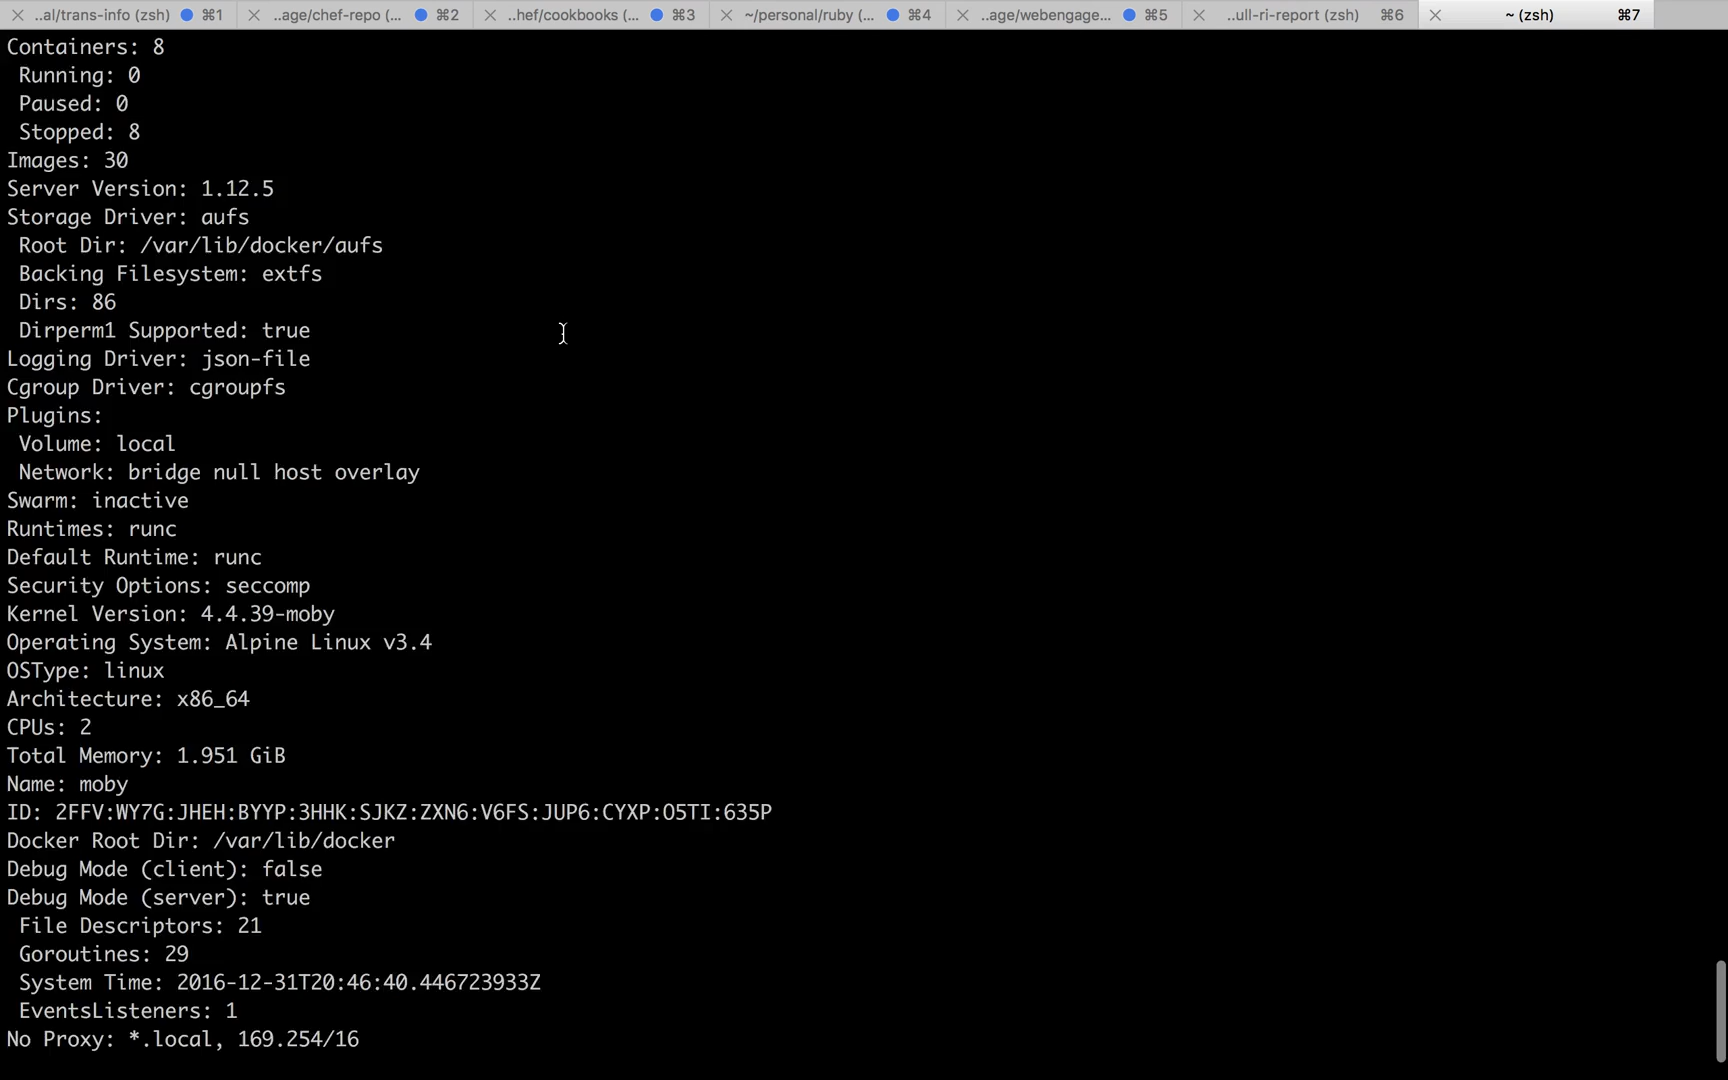 ..al/trans-info (zsh) ⌘1 ..age/chef-repo (... ⌘2 ..hef/cookbooks (... ⌘3 ~/personal/ruby (... ⌘4 ..age/webengage... ⌘5 ..ull-ri-report (zsh) ⌘6 ~ (zsh) ⌘7
Containers: 8
Running: 0
Paused: 0
Stopped: 8
Images: 30
Server Version: 1.12.5
Storage Driver: aufs
Root Dir: /var/lib/docker/aufs
Backing Filesystem: extfs
Dirs: 86
Dirperm1 Supported: true
Logging Driver: json-file
Cgroup Driver: cgroupfs
Plugins:
Volume: local
Network: bridge null host overlay
Swarm: inactive
Runtimes: runc
Default Runtime: runc
Security Options: seccomp
Kernel Version: 4.4.39-moby
Operating System: Alpine Linux v3.4
OSType: linux
Architecture: x86_64
CPUs: 2
Total Memory: 1.951 GiB
Name: moby
ID: 2FFV:WY7G:JHEH:BYYP:3HHK:SJKZ:ZXN6:V6FS:JUP6:CYXP:O5TI:635P
Docker Root Dir: /var/lib/docker
Debug Mode (client): false
Debug Mode (server): true
File Descriptors: 21
Goroutines: 29
System Time: 2016-12-31T20:46:40.446723933Z
EventsListeners: 1
No Proxy: *.local, 169.254/16